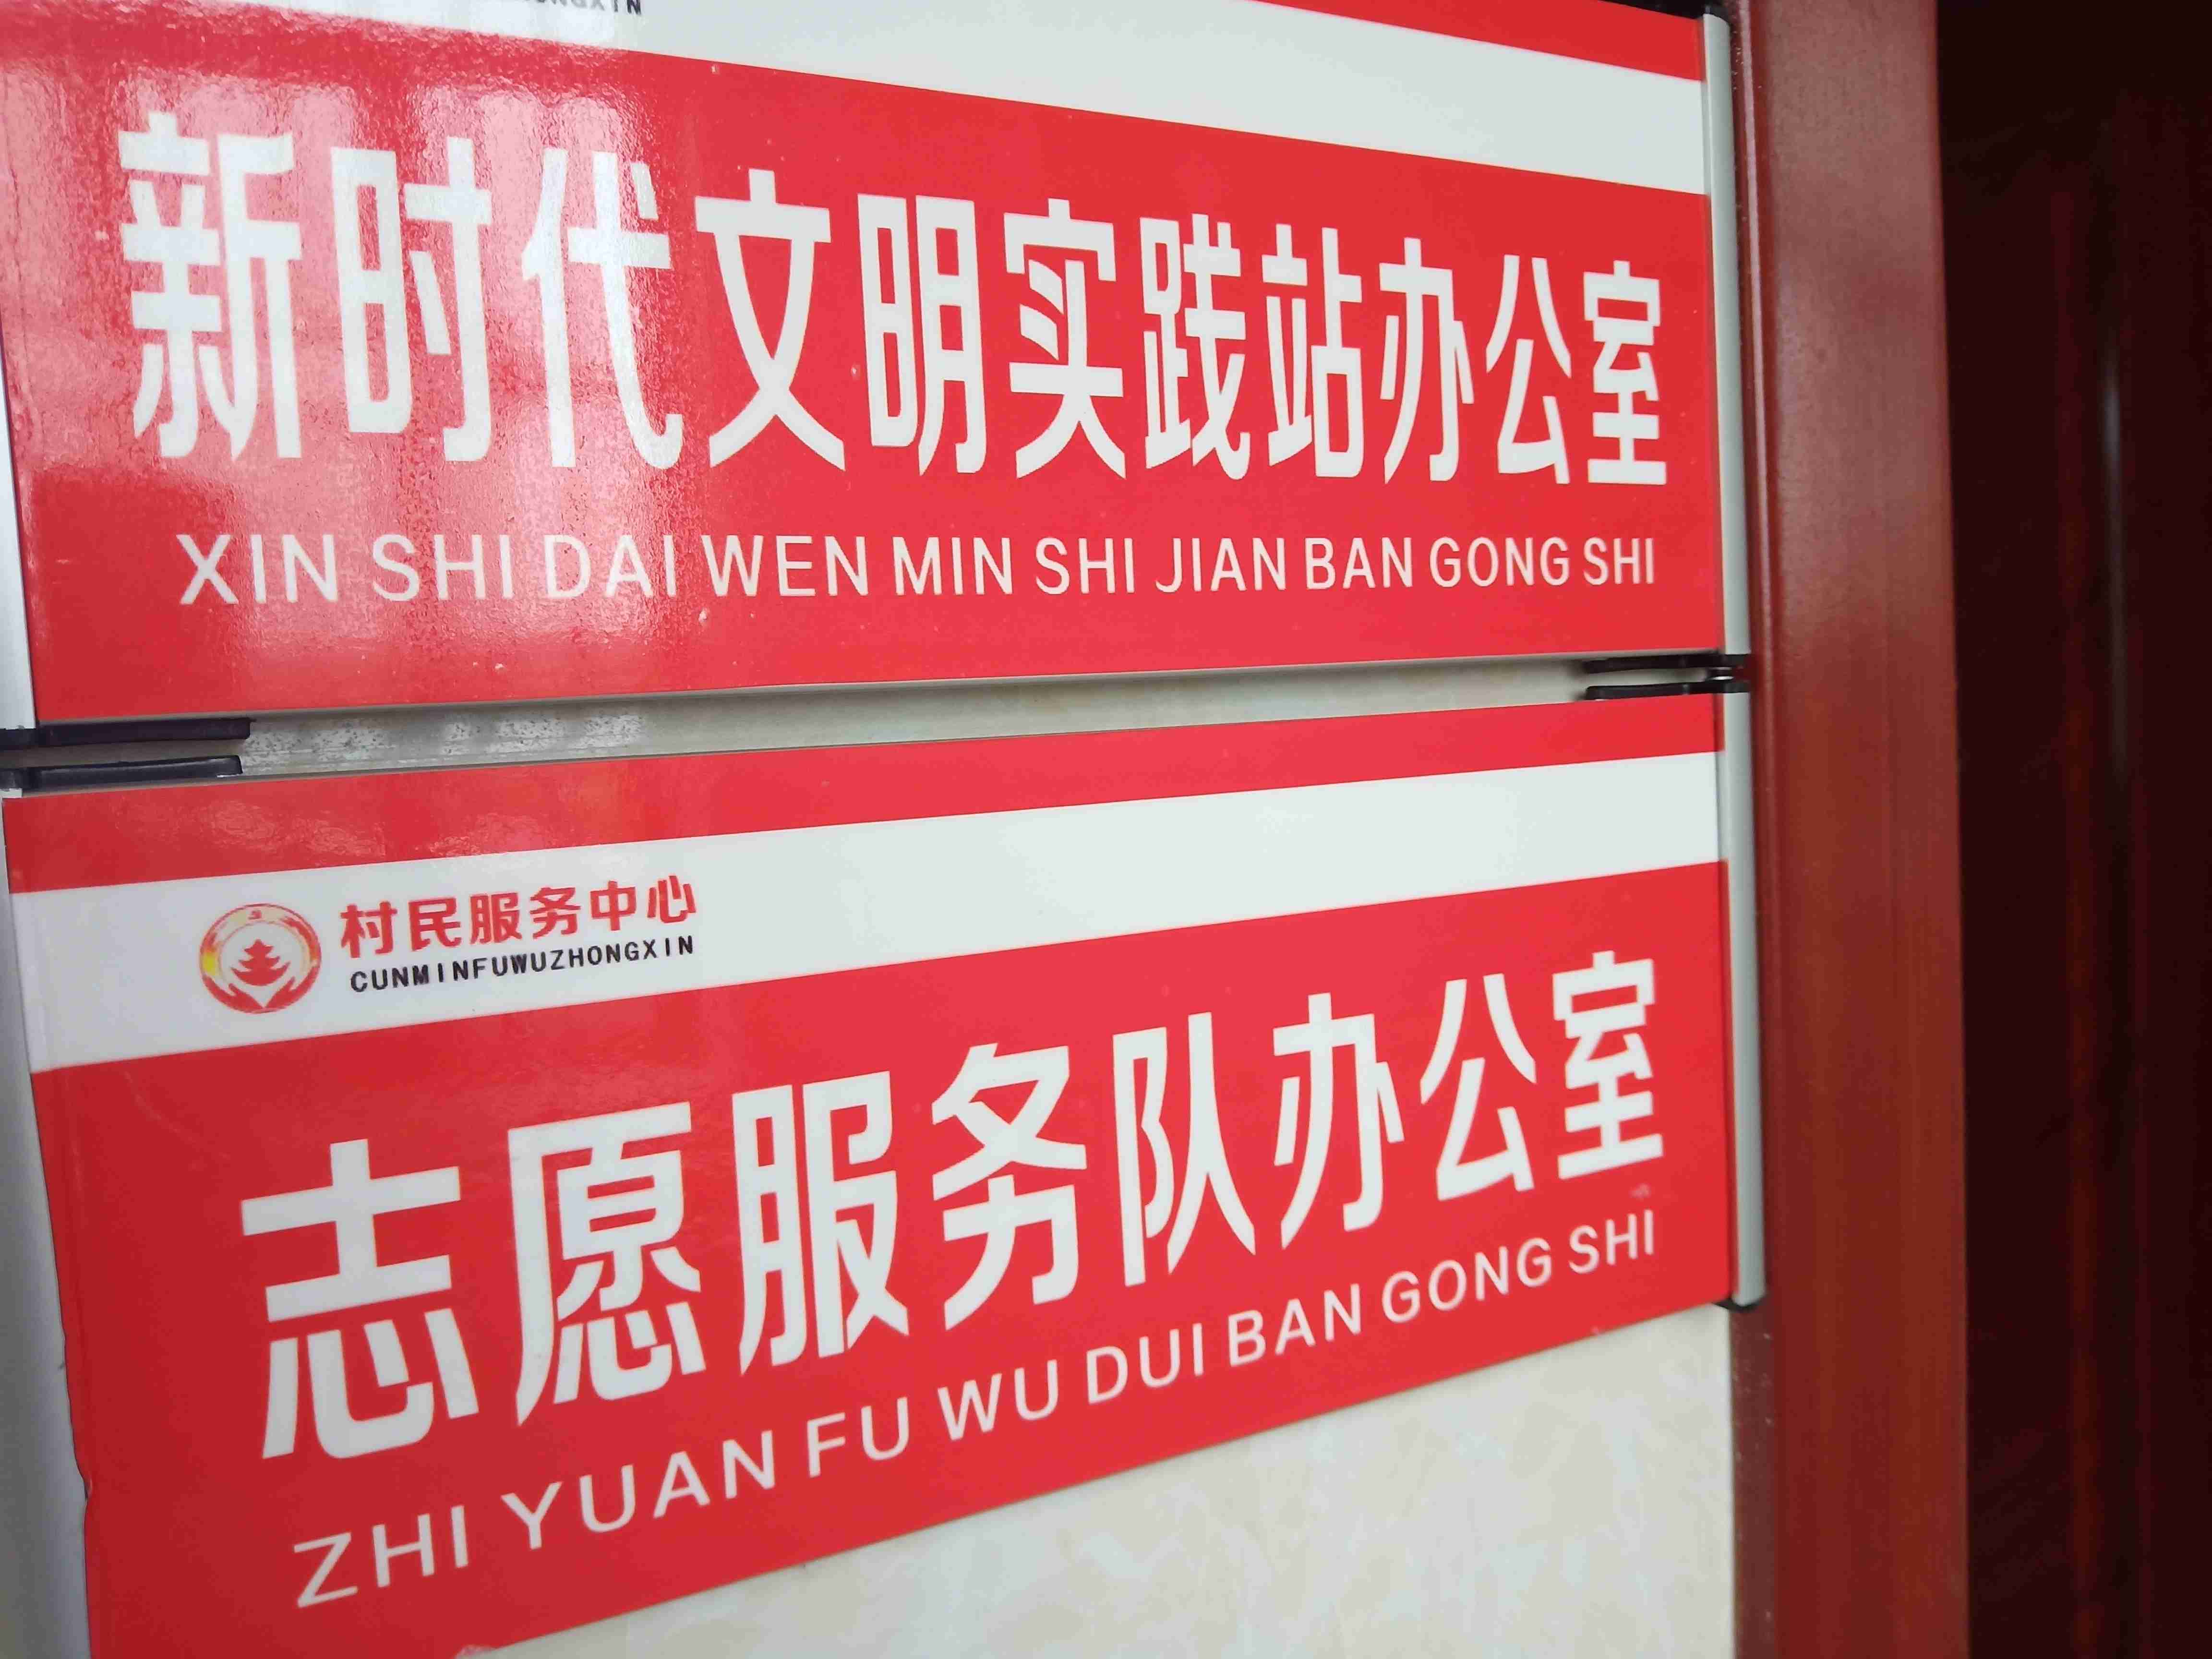 新时代文明实践站办公室
XIN SHI DAI WEN MIN SHI JIAN BAN GONG SHI
村民服务中心
CUNMINFUWUZHONGXIN
志愿服务队办公室
ZHI YUAN FU WU DUI BAN GONG SHI